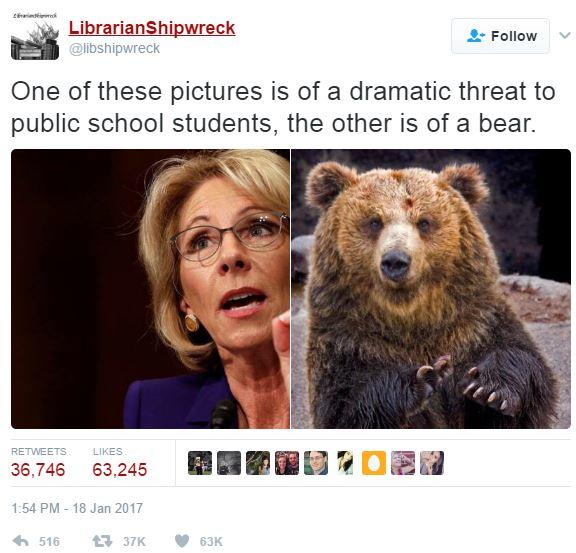 LibrarianShipwreck
LibrarianShipwreck
@libshipwreck
Follow
One of these pictures is of a dramatic threat to
public school students, the other is of a bear.
RETWEETS LIKES
36,746 63,245
1:54 PM - 18 Jan 2017
516 37K 63K